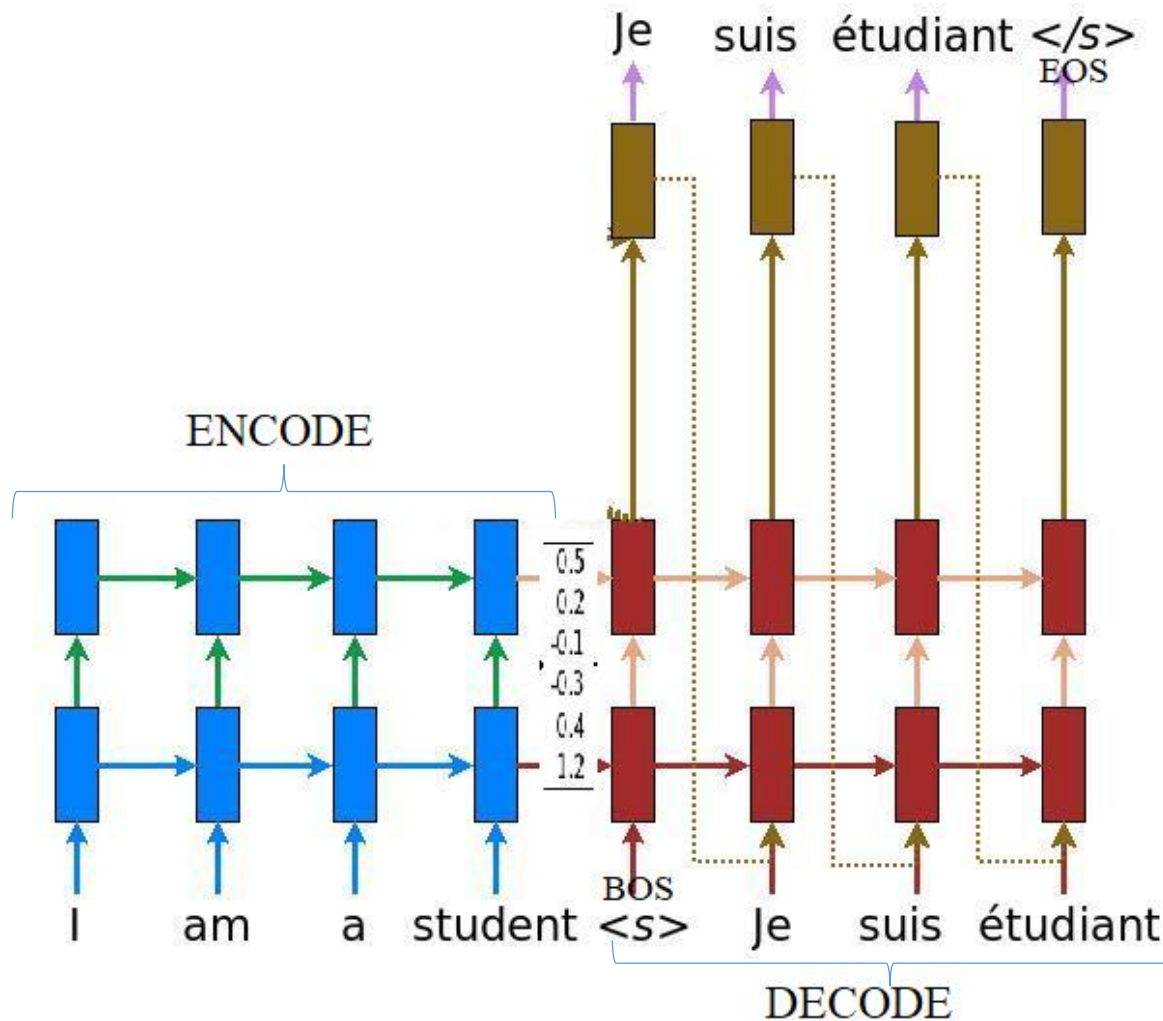 Je suis étudiant </s>
EOS
ENCODE
0.5
0.2
-0.1
-0.3
0.4
1.2
BOS
I am a student <s> Je suis étudiant
DECODE